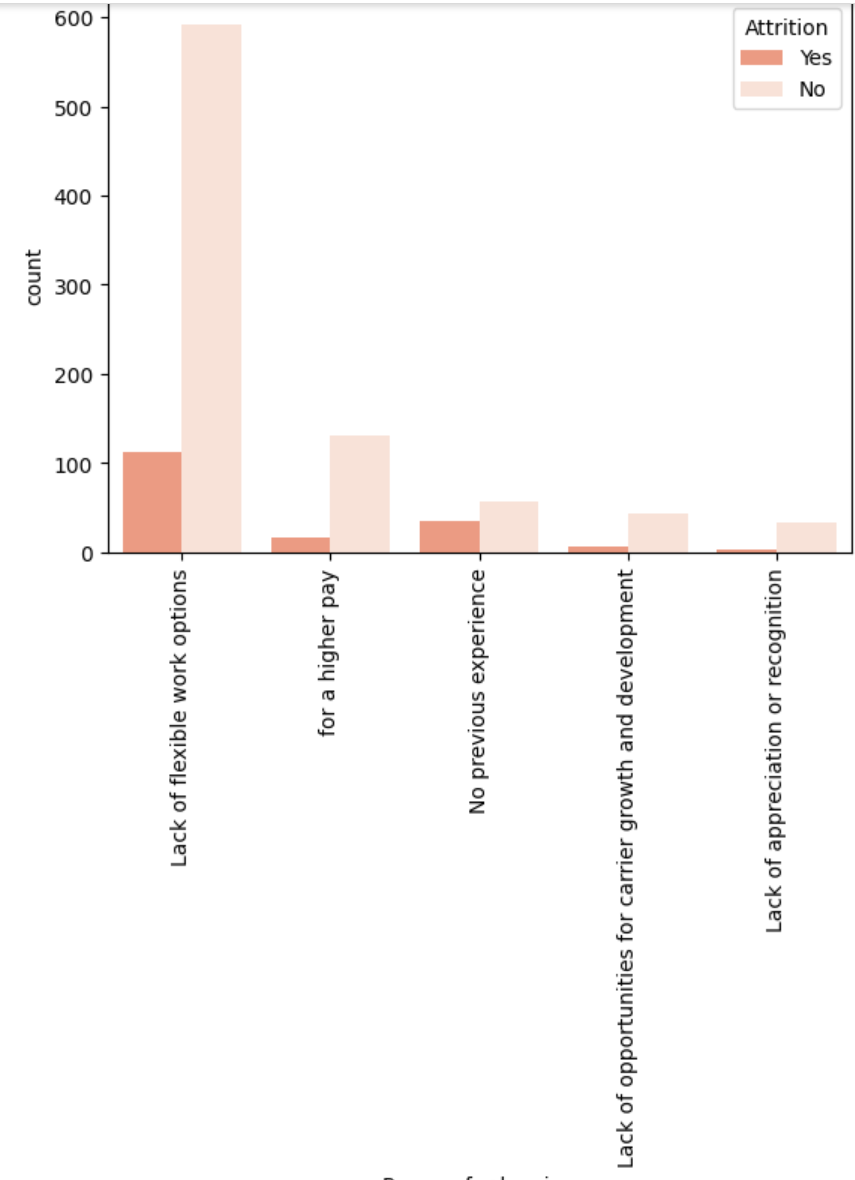 600
500
400
300
200
100
0
count
Attrition
Yes
No
Lack of flexible work options
for a higher pay
No previous experience
Lack of opportunities for carrier growth and development
Lack of appreciation or recognition